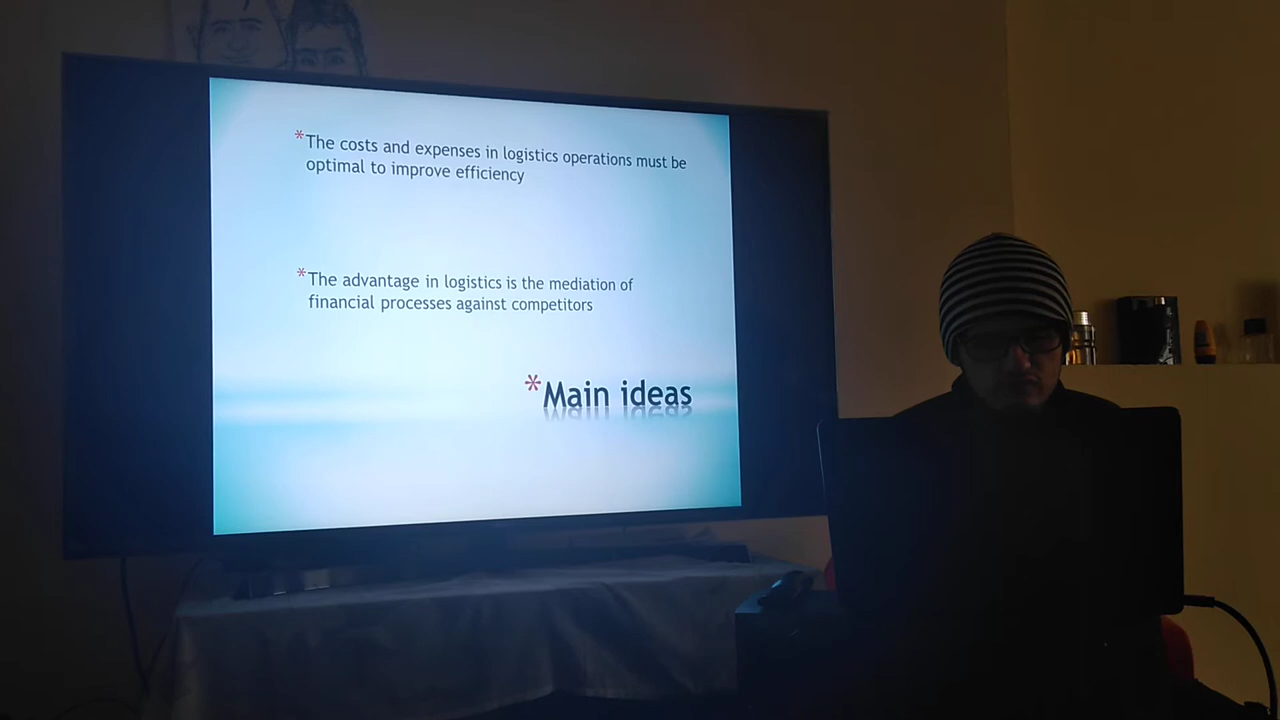 *The costs and expenses in logistics operations must be
optimal to improve efficiency
*The advantage in logistics is the mediation of
financial processes against competitors
*Main ideas